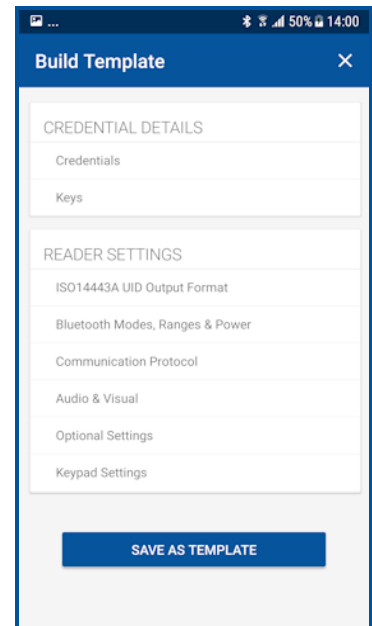 ... 50% 14:00
Build Template
CREDENTIAL DETAILS
Credentials
Keys
READER SETTINGS
ISO14443A UID Output Format
Bluetooth Modes, Ranges & Power
Communication Protocol
Audio & Visual
Optional Settings
Keypad Settings
SAVE AS TEMPLATE